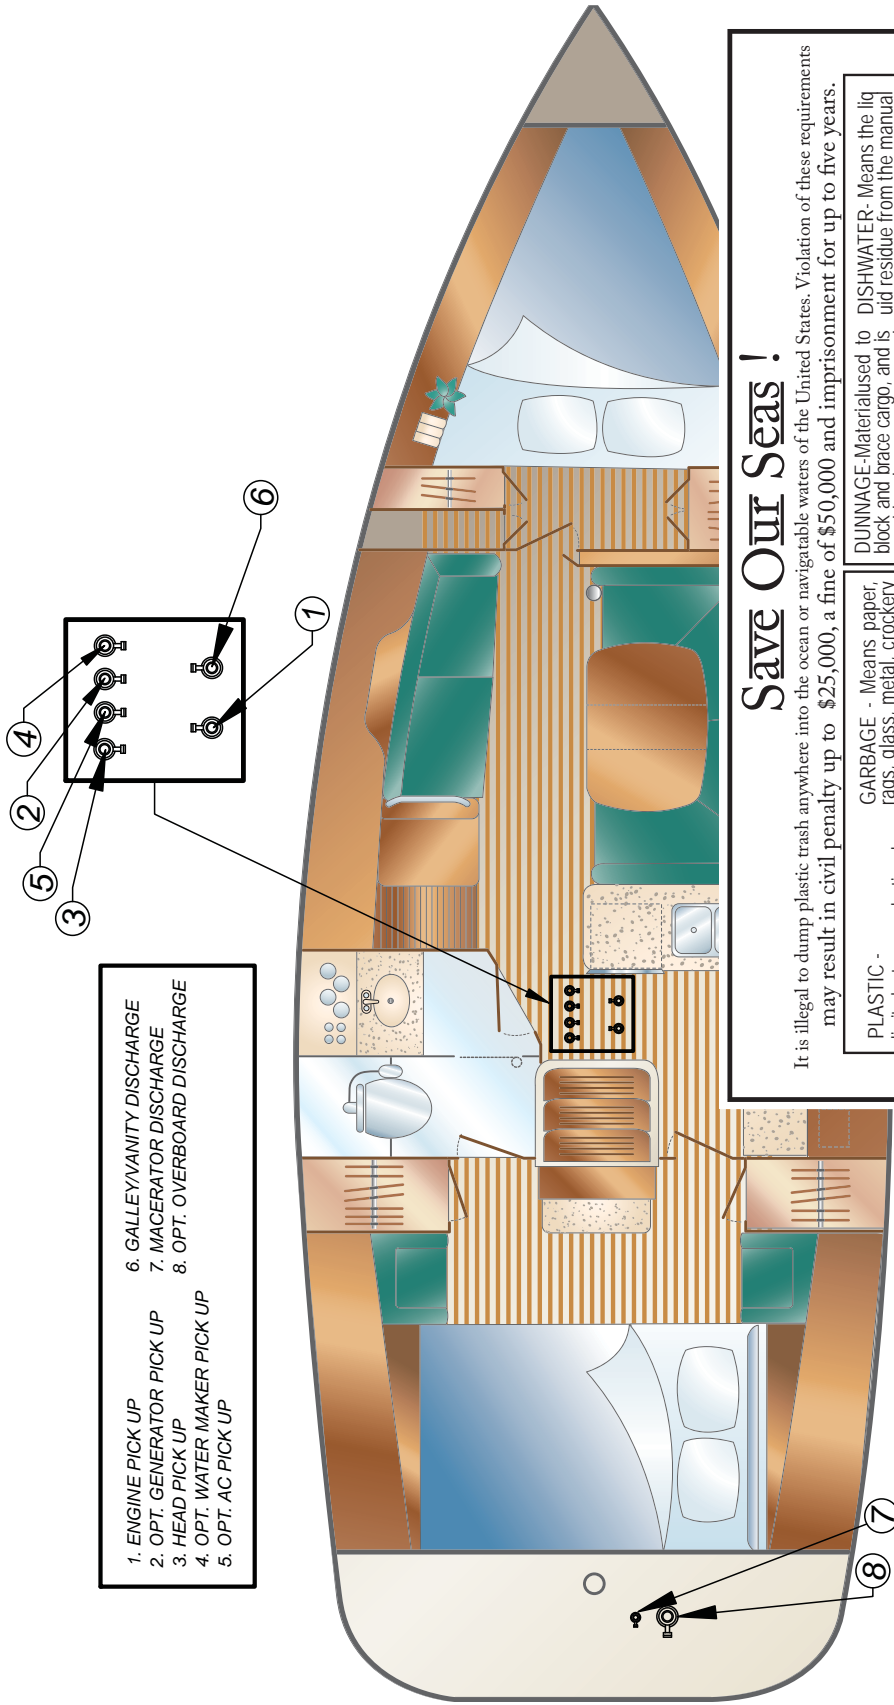 1. ENGINE PICK UP
2. OPT. GENERATOR PICK UP
3. HEAD PICK UP
4. OPT. WATER MAKER PICK UP
5. OPT. AC PICK UP
6. GALLEY/VANITY DISCHARGE
7. MACERATOR DISCHARGE
8. OPT. OVERBOARD DISCHARGE
3
5
2
4
1
6
7
8
Save Our Seas !
It is illegal to dump plastic trash anywhere into the ocean or navigatable waters of the United States. Violation of these requirements
may result in civil penalty up to $25,000, a fine of $50,000 and imprisonment for up to five years.
PLASTIC -
GARBAGE - Means paper,
rags, glass, metal, crockery
DUNNAGE-Materialused to
block and brace cargo, and is
DISHWATER- Means the liq
uid residue from the manual